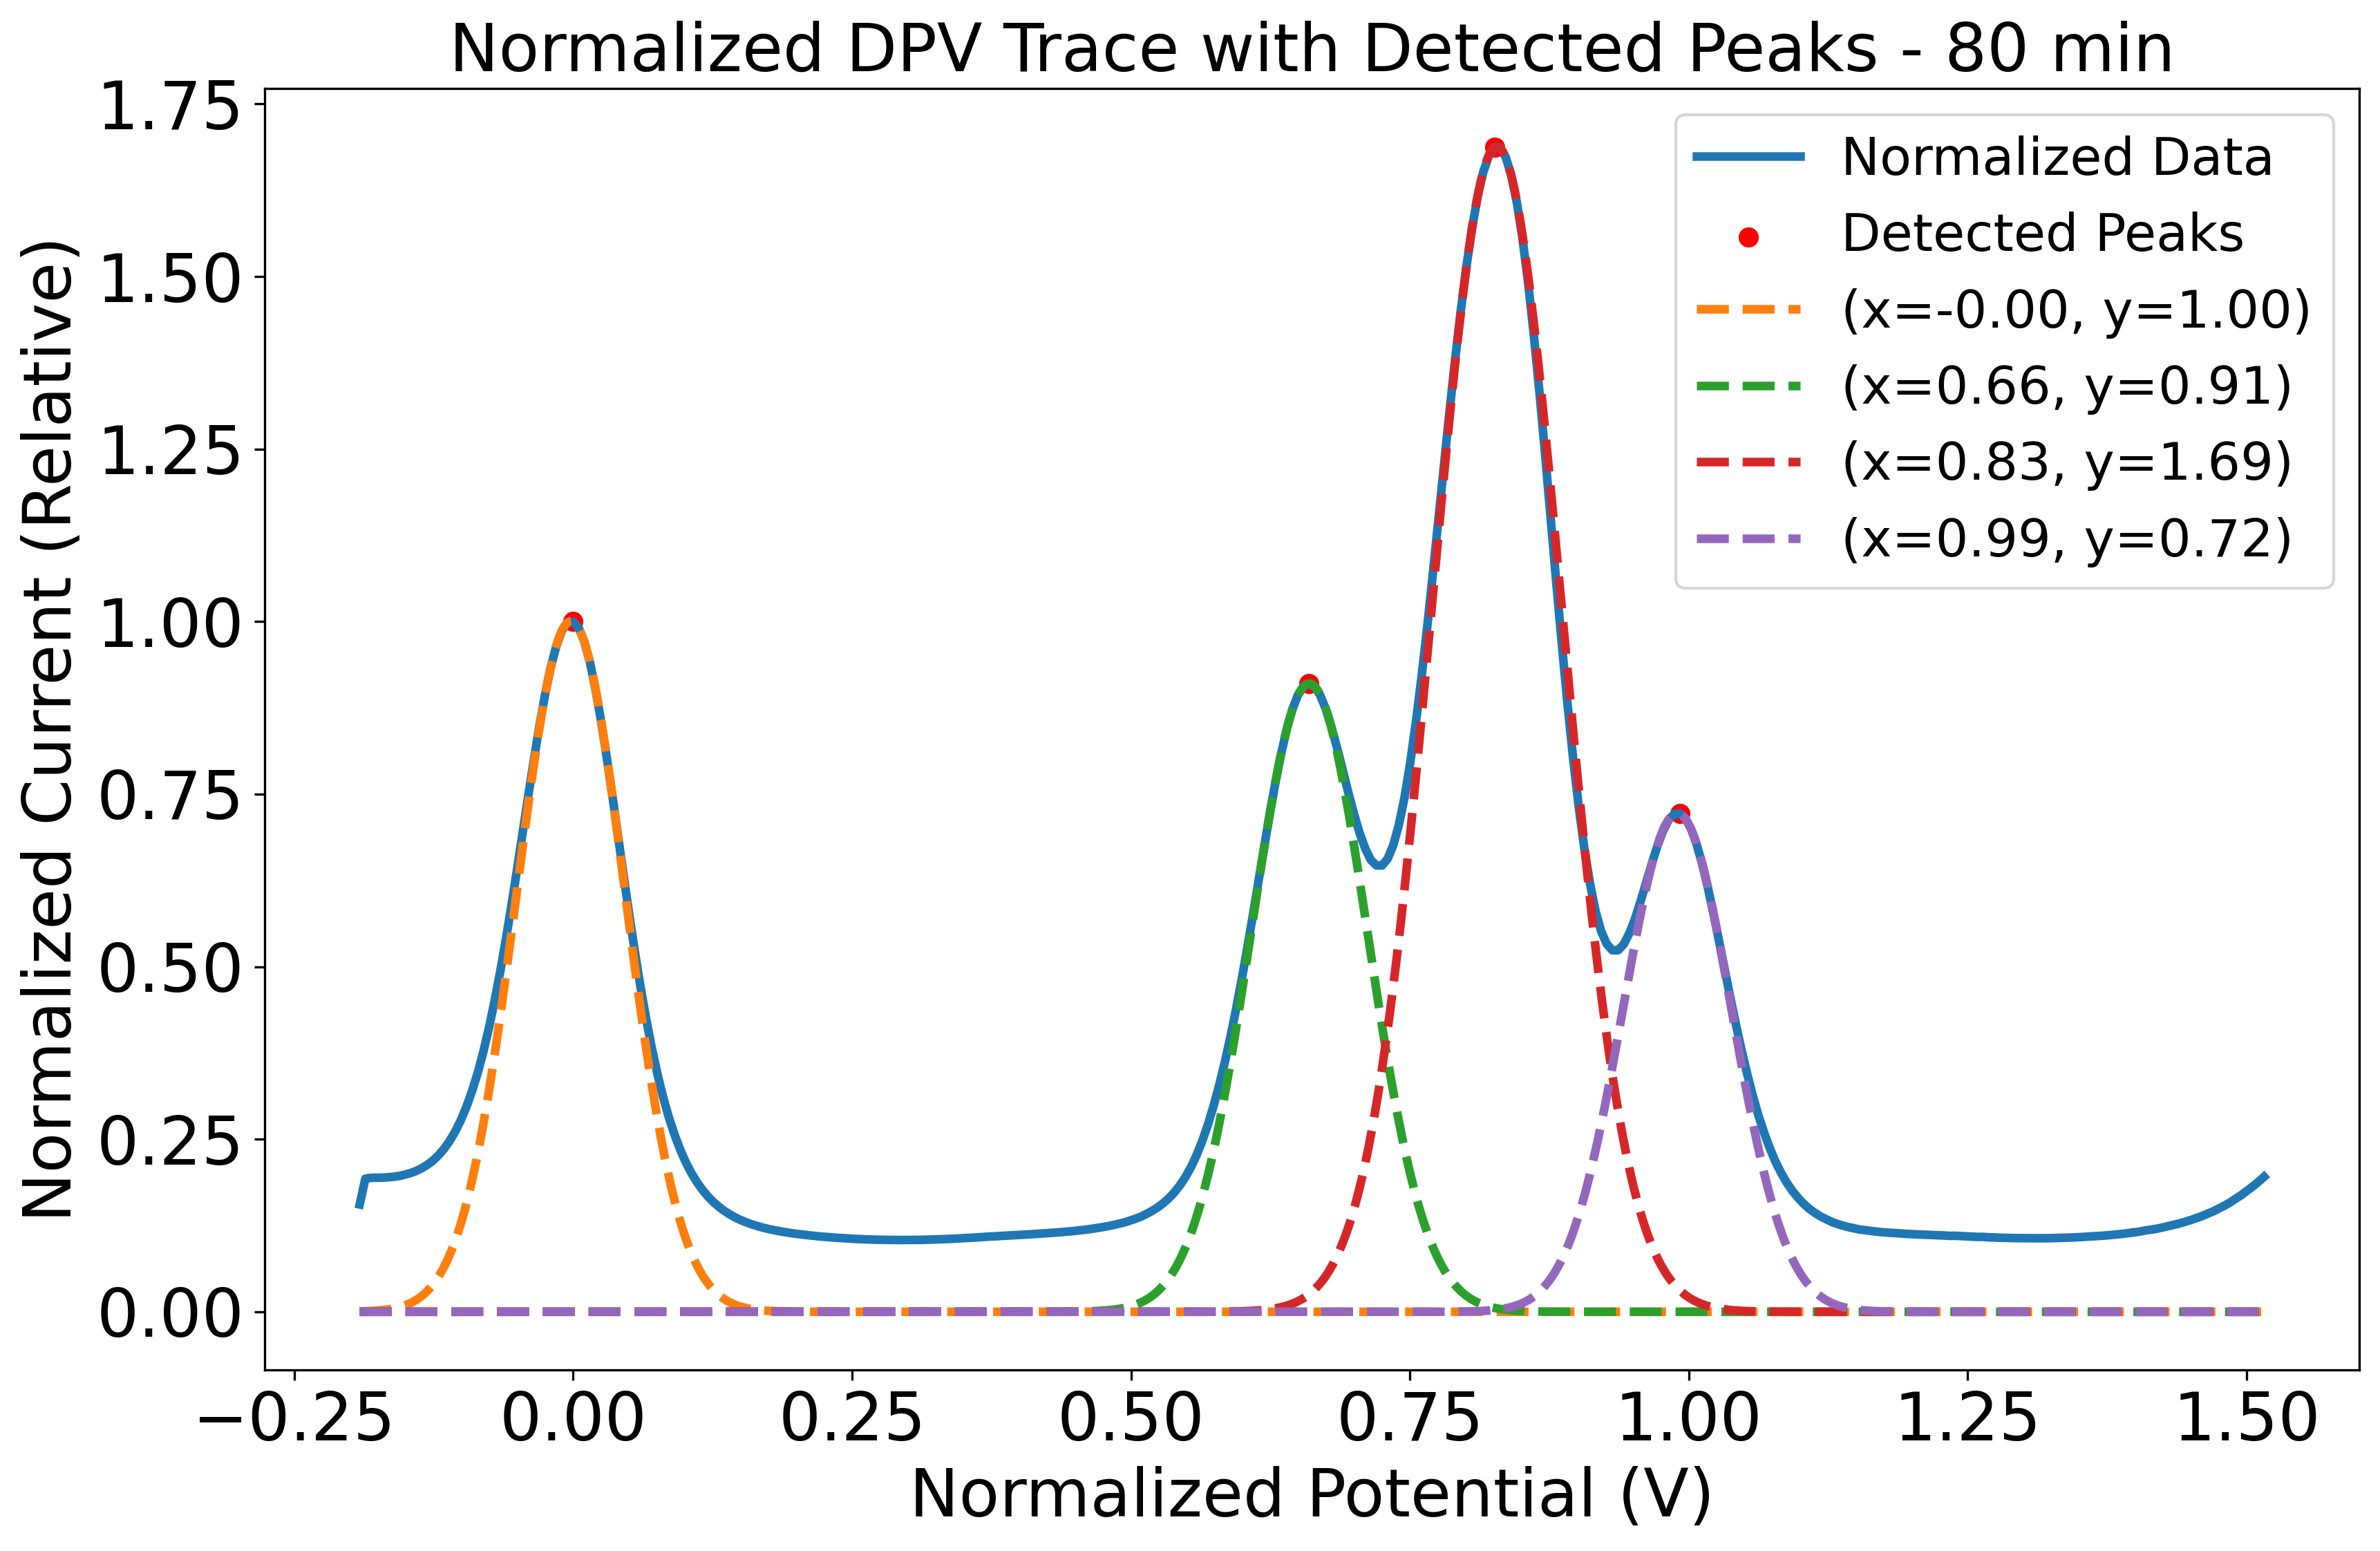 Normalized DPV Trace with Detected Peaks - 80 min
1.75
1.50
1.25
1.00
0.75
0.50
0.25
0.00
Normalized Current (Relative)
Normalized Data
Detected Peaks
(x=-0.00, y=1.00)
(x=0.66, y=0.91)
(x=0.83, y=1.69)
(x=0.99, y=0.72)
−0.25 0.00 0.25 0.50 0.75 1.00 1.25 1.50
Normalized Potential (V)